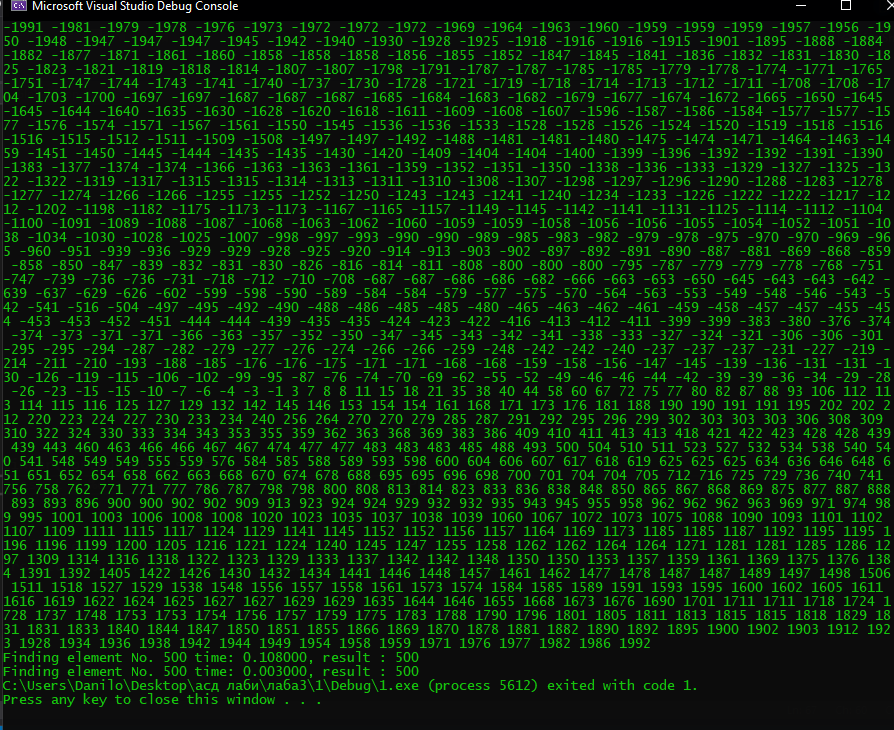 Microsoft Visual Studio Debug Console
-1991 -1981 -1979 -1978 -1976 -1973 -1972 -1972 -1972 -1969 -1964 -1963 -1960 -1959 -1959 -1959 -1957 -1956 -19
50 -1948 -1947 -1947 -1947 -1945 -1942 -1940 -1930 -1928 -1925 -1918 -1916 -1916 -1915 -1901 -1895 -1888 -1884
-1882 -1877 -1871 -1861 -1860 -1858 -1858 -1858 -1856 -1855 -1852 -1847 -1845 -1841 -1836 -1832 -1831 -1830 -18
25 -1823 -1821 -1819 -1818 -1814 -1807 -1807 -1798 -1791 -1787 -1787 -1785 -1785 -1779 -1778 -1774 -1771 -1765
-1751 -1747 -1744 -1743 -1741 -1740 -1737 -1730 -1728 -1721 -1719 -1718 -1714 -1713 -1712 -1711 -1708 -1708 -17
04 -1703 -1700 -1697 -1697 -1687 -1687 -1687 -1685 -1684 -1683 -1682 -1679 -1677 -1674 -1672 -1665 -1650 -1645
-1645 -1644 -1640 -1635 -1630 -1628 -1620 -1618 -1611 -1609 -1608 -1607 -1596 -1587 -1586 -1584 -1577 -1577 -15
77 -1576 -1574 -1571 -1567 -1561 -1550 -1545 -1536 -1536 -1533 -1528 -1528 -1526 -1524 -1520 -1519 -1518 -1516
-1516 -1515 -1512 -1511 -1509 -1508 -1497 -1497 -1492 -1488 -1481 -1481 -1480 -1475 -1474 -1471 -1464 -1463 -14
59 -1451 -1450 -1445 -1444 -1435 -1435 -1430 -1420 -1409 -1404 -1404 -1400 -1399 -1396 -1392 -1392 -1391 -1390
-1383 -1377 -1374 -1374 -1366 -1363 -1363 -1361 -1359 -1352 -1351 -1350 -1338 -1336 -1333 -1329 -1327 -1325 -13
22 -1322 -1319 -1317 -1315 -1315 -1314 -1313 -1311 -1310 -1308 -1307 -1298 -1297 -1296 -1290 -1288 -1283 -1278
-1277 -1274 -1266 -1266 -1255 -1255 -1252 -1250 -1243 -1243 -1241 -1240 -1234 -1233 -1226 -1222 -1222 -1217 -12
12 -1202 -1198 -1182 -1175 -1173 -1173 -1167 -1165 -1157 -1149 -1145 -1142 -1141 -1131 -1125 -1114 -1112 -1104
-1100 -1091 -1089 -1088 -1087 -1068 -1063 -1062 -1060 -1059 -1059 -1058 -1056 -1056 -1055 -1054 -1052 -1051 -10
38 -1034 -1030 -1028 -1025 -1007 -998 -997 -993 -990 -990 -989 -985 -983 -982 -979 -978 -975 -970 -970 -969 -96
5 -960 -951 -939 -936 -929 -929 -928 -925 -920 -914 -913 -903 -902 -897 -892 -891 -890 -887 -881 -869 -868 -859
-858 -850 -847 -839 -832 -831 -830 -826 -816 -814 -811 -808 -800 -800 -800 -795 -787 -779 -779 -778 -768 -751
-747 -739 -736 -736 -731 -718 -712 -710 -708 -687 -687 -686 -686 -682 -666 -663 -653 -650 -645 -643 -643 -642 -
639 -637 -629 -626 -602 -599 -598 -590 -589 -584 -584 -579 -577 -575 -570 -564 -563 -553 -549 -548 -546 -543 -5
42 -541 -516 -504 -497 -495 -492 -490 -488 -486 -485 -485 -480 -465 -463 -462 -461 -459 -458 -457 -457 -455 -45
4 -453 -453 -452 -451 -444 -444 -439 -435 -435 -424 -423 -422 -416 -413 -412 -411 -399 -399 -383 -380 -376 -374
-374 -373 -371 -371 -366 -363 -357 -352 -350 -347 -345 -343 -342 -341 -338 -333 -327 -324 -321 -306 -306 -301
-295 -295 -294 -287 -282 -279 -277 -276 -274 -266 -266 -259 -248 -242 -242 -240 -237 -237 -237 -231 -227 -219 -
214 -211 -210 -193 -188 -185 -176 -176 -175 -171 -171 -168 -168 -159 -158 -156 -147 -145 -139 -136 -131 -131 -1
30 -126 -119 -115 -106 -102 -99 -95 -87 -76 -74 -70 -69 -62 -55 -52 -49 -46 -46 -44 -42 -39 -39 -36 -34 -29 -28
-26 -23 -15 -15 -10 -7 -6 -4 -3 -1 3 7 8 8 11 15 18 21 35 38 40 44 58 60 67 72 75 77 80 82 87 88 93 106 112 11
3 114 115 116 125 127 129 132 142 145 146 153 154 154 161 168 171 173 176 181 188 190 190 191 191 195 202 202 2
12 220 223 224 227 230 233 234 240 256 264 270 270 279 285 287 291 292 295 296 299 302 303 303 303 306 308 309
310 322 324 330 333 334 343 353 355 359 362 363 368 369 383 386 409 410 411 413 413 418 421 422 423 428 428 439
439 443 460 463 466 466 467 467 474 477 477 483 483 483 485 488 493 500 504 510 511 523 527 532 534 538 540 54
0 541 548 549 549 555 559 576 584 585 588 589 593 598 600 604 606 607 617 618 619 625 625 625 634 636 646 648 6
51 651 652 654 658 662 663 668 670 674 678 688 695 695 696 698 700 701 704 704 705 712 716 725 729 736 740 741
756 758 762 771 771 777 786 787 798 798 800 808 813 814 823 833 836 838 848 850 865 867 868 869 875 877 887 888
893 893 896 900 900 902 902 909 913 923 924 924 929 932 932 935 943 945 955 958 962 962 962 963 969 971 974 98
9 995 1001 1003 1006 1008 1008 1020 1023 1035 1037 1038 1039 1060 1067 1072 1073 1075 1088 1090 1093 1101 1102
1107 1109 1111 1115 1117 1124 1129 1141 1145 1152 1152 1156 1157 1164 1169 1173 1185 1185 1187 1192 1195 1195 1
196 1196 1199 1200 1205 1216 1221 1224 1230 1240 1245 1247 1255 1258 1262 1262 1264 1264 1271 1281 1281 1285 1286 12
97 1309 1314 1316 1318 1322 1323 1329 1333 1337 1342 1342 1348 1350 1350 1353 1357 1359 1361 1369 1375 1376 138
4 1391 1392 1405 1422 1426 1430 1432 1434 1441 1446 1448 1457 1461 1462 1477 1478 1487 1487 1489 1497 1498 1506
1511 1518 1527 1529 1538 1548 1556 1557 1558 1561 1573 1574 1584 1585 1589 1591 1593 1595 1600 1602 1605 1611
1616 1619 1622 1624 1625 1627 1627 1629 1629 1635 1644 1646 1655 1668 1673 1676 1690 1701 1711 1711 1718 1724 1
728 1737 1748 1753 1753 1754 1756 1757 1759 1775 1783 1788 1790 1796 1801 1805 1811 1813 1815 1815 1818 1829 18
31 1831 1833 1840 1844 1847 1850 1851 1855 1866 1869 1870 1878 1881 1882 1890 1892 1895 1900 1902 1903 1912 192
3 1928 1934 1936 1938 1942 1944 1949 1954 1958 1959 1971 1976 1977 1982 1986 1992
Finding element No. 500 time: 0.108000, result : 500
Finding element No. 500 time: 0.003000, result : 500
C:\Users\Danilo\Desktop\асд лаби\лаба3\1\Debug\1.exe (process 5612) exited with code 1.
Press any key to close this window . . .